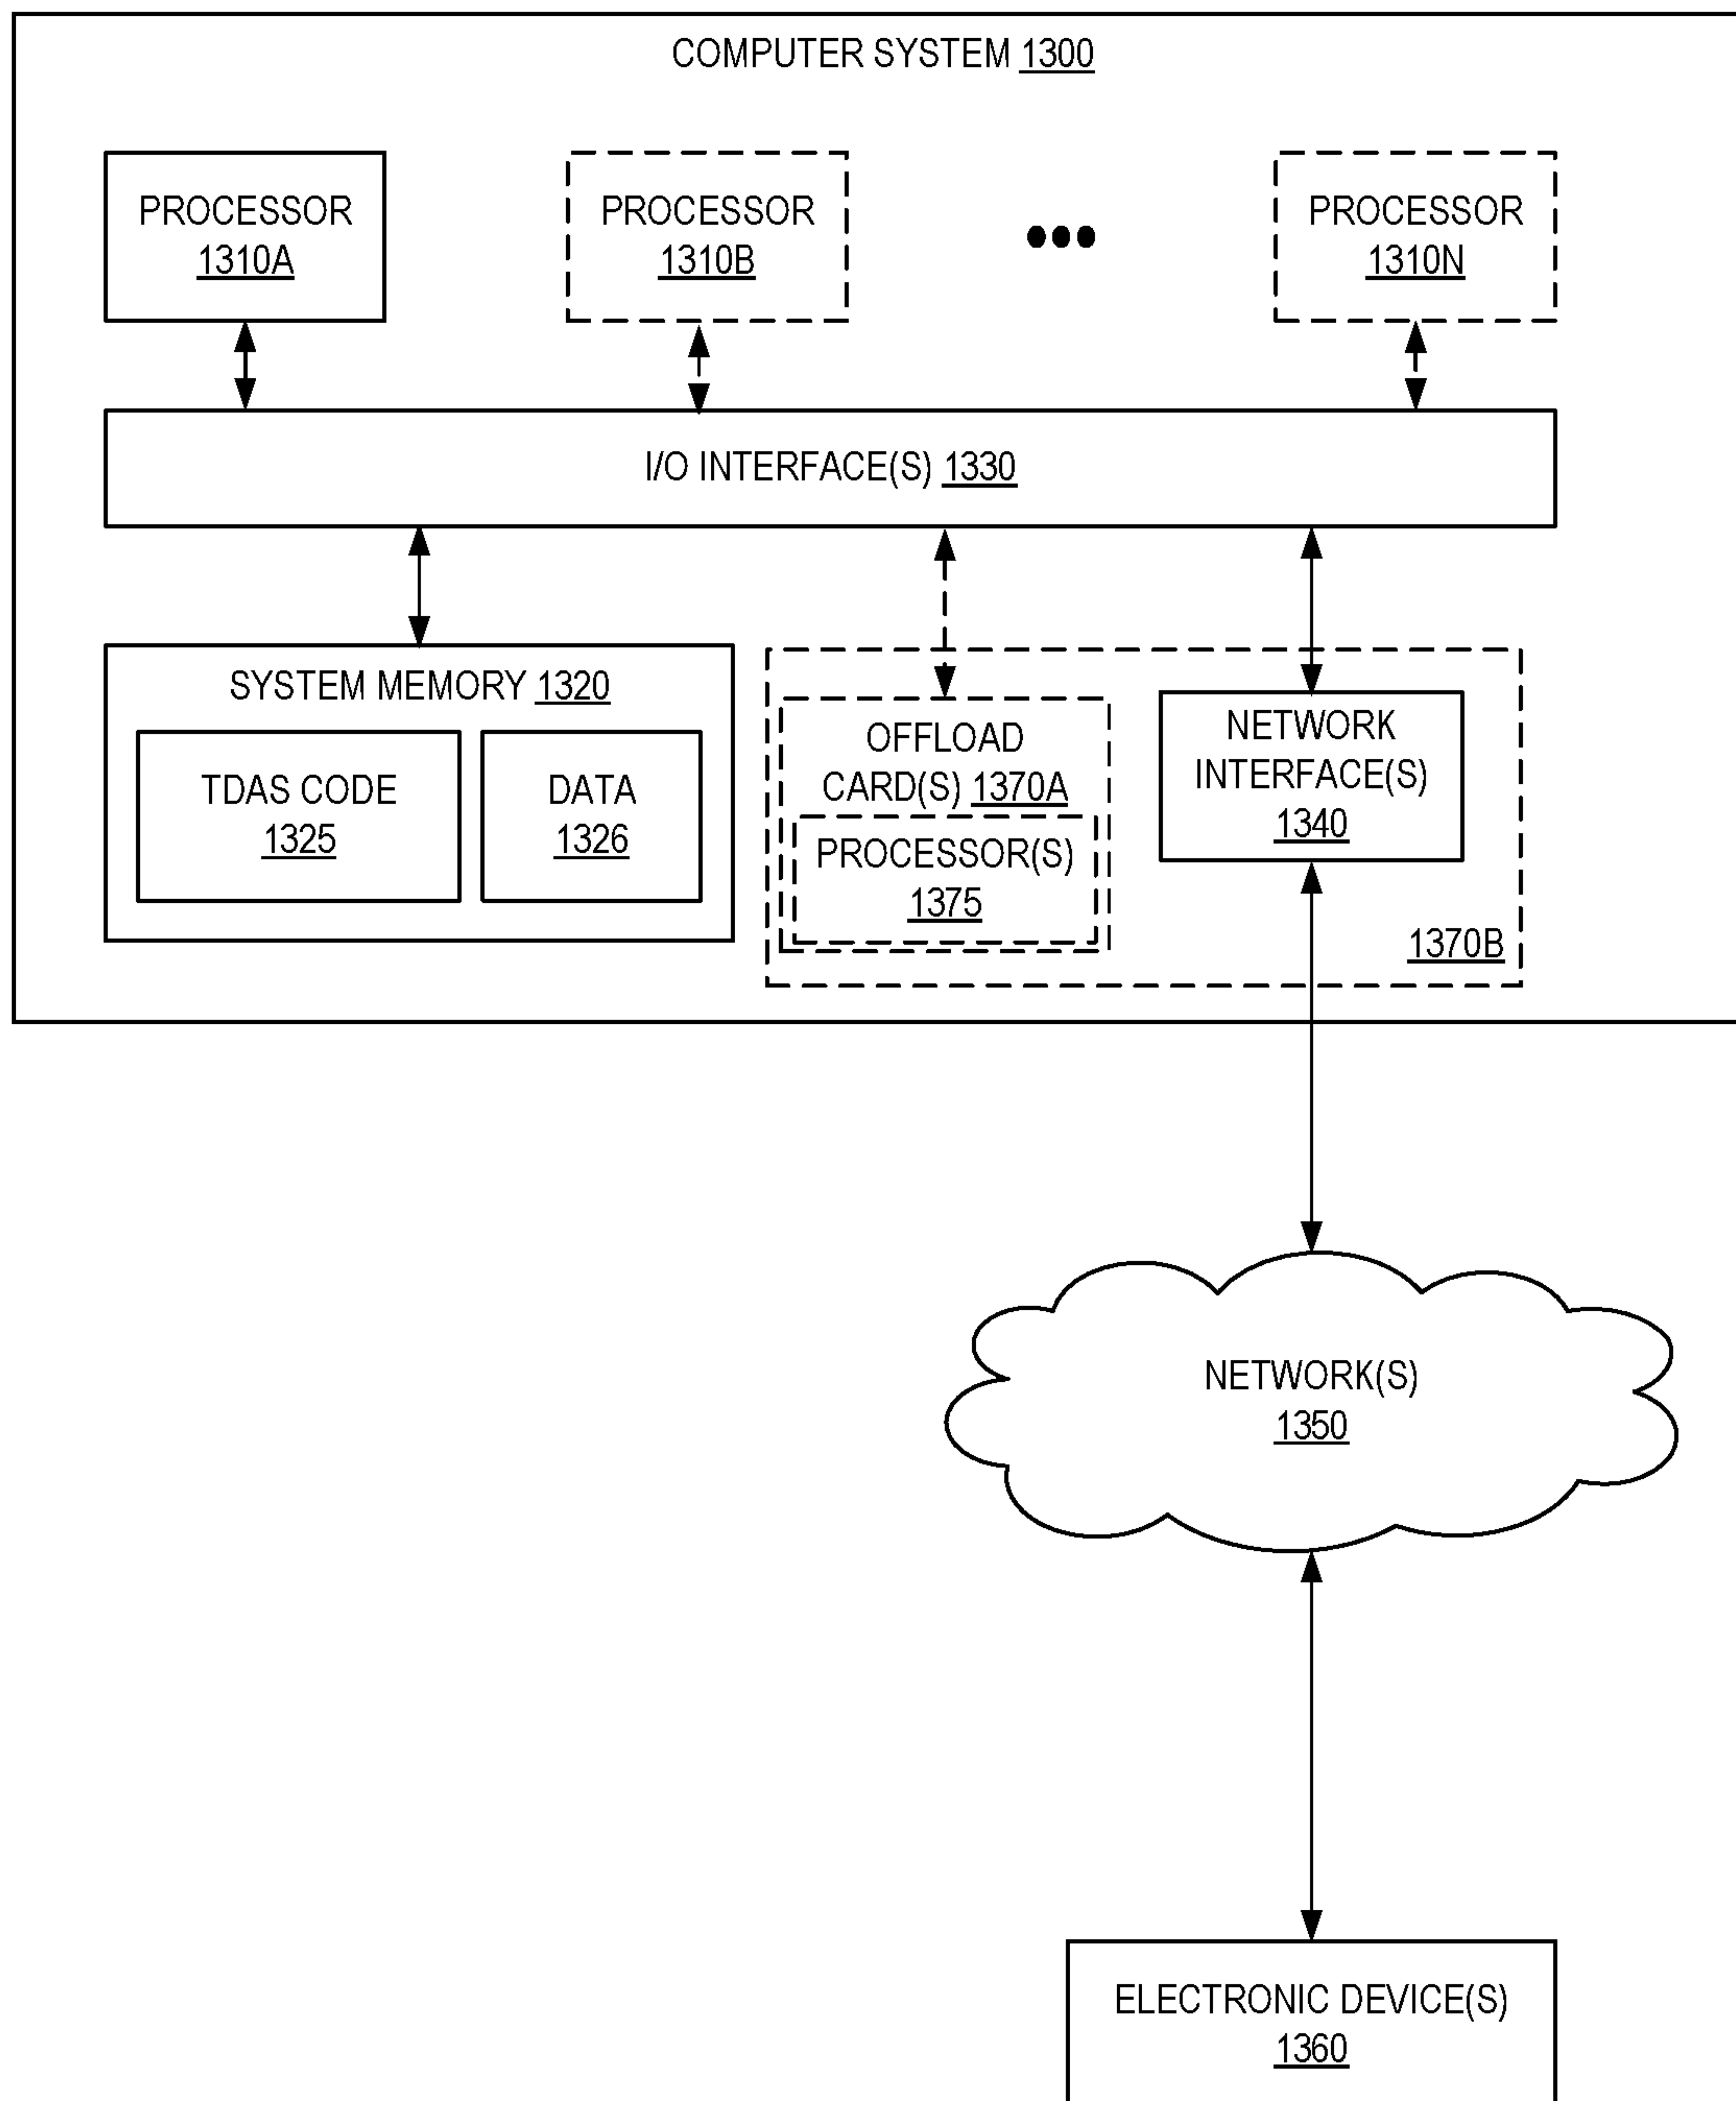 COMPUTER SYSTEM 1300
PROCESSOR
1310A
PROCESSOR
1310B
PROCESSOR
1310N
I/O INTERFACE(S) 1330
SYSTEM MEMORY 1320
TDAS CODE
1325
DATA
1326
OFFLOAD
CARD(S) 1370A
PROCESSOR(S)
1375
NETWORK
INTERFACE(S)
1340
1370B
NETWORK(S)
1350
ELECTRONIC DEVICE(S)
1360